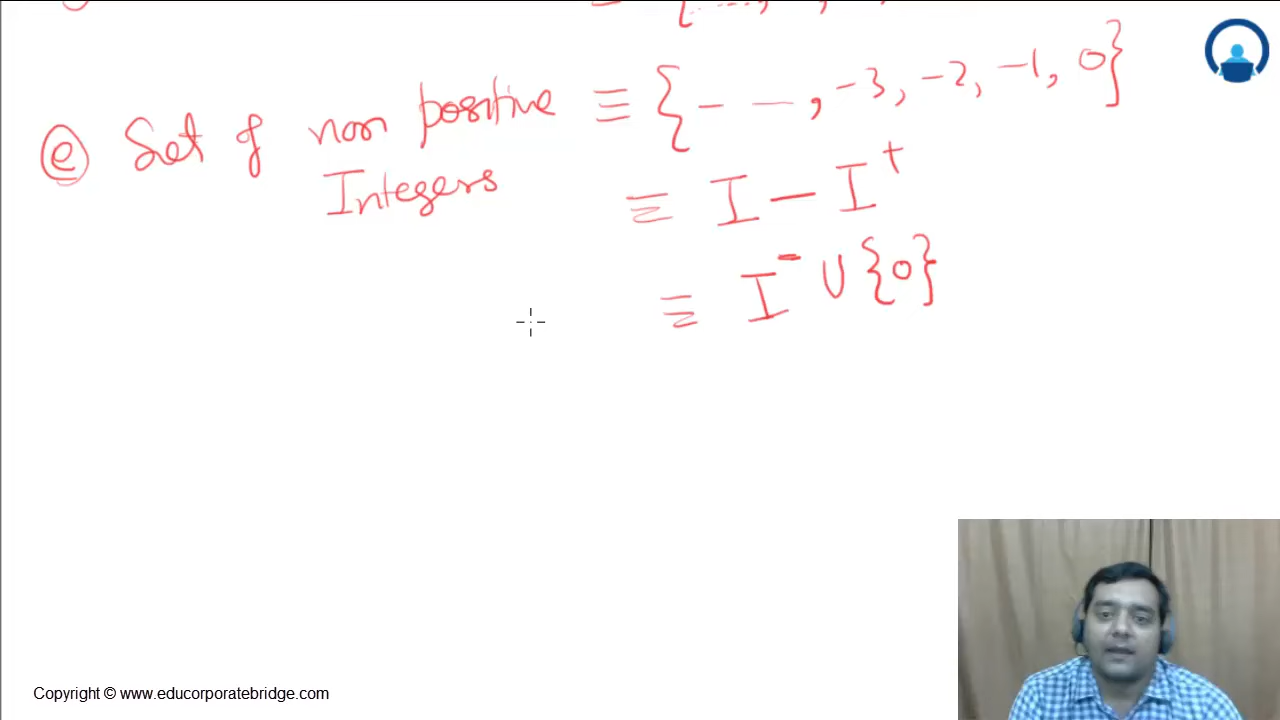 ⓔ Set of non positive ≡ {- —, -3, -2, -1, 0}
Integers ≡ I — I⁺
≡ I⁻ ∪ {0}
Copyright © www.educorporatebridge.com